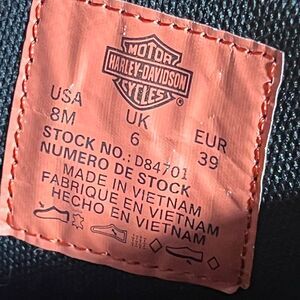 MOTOR
HARLEY-DAVIDSON
CYCLES
USA UK EUR
8M 6 39
STOCK NO.: D84701
NUMERO DE STOCK
MADE IN VIETNAM
FABRIQUE EN VIETNAM
HECHO EN VIETNAM